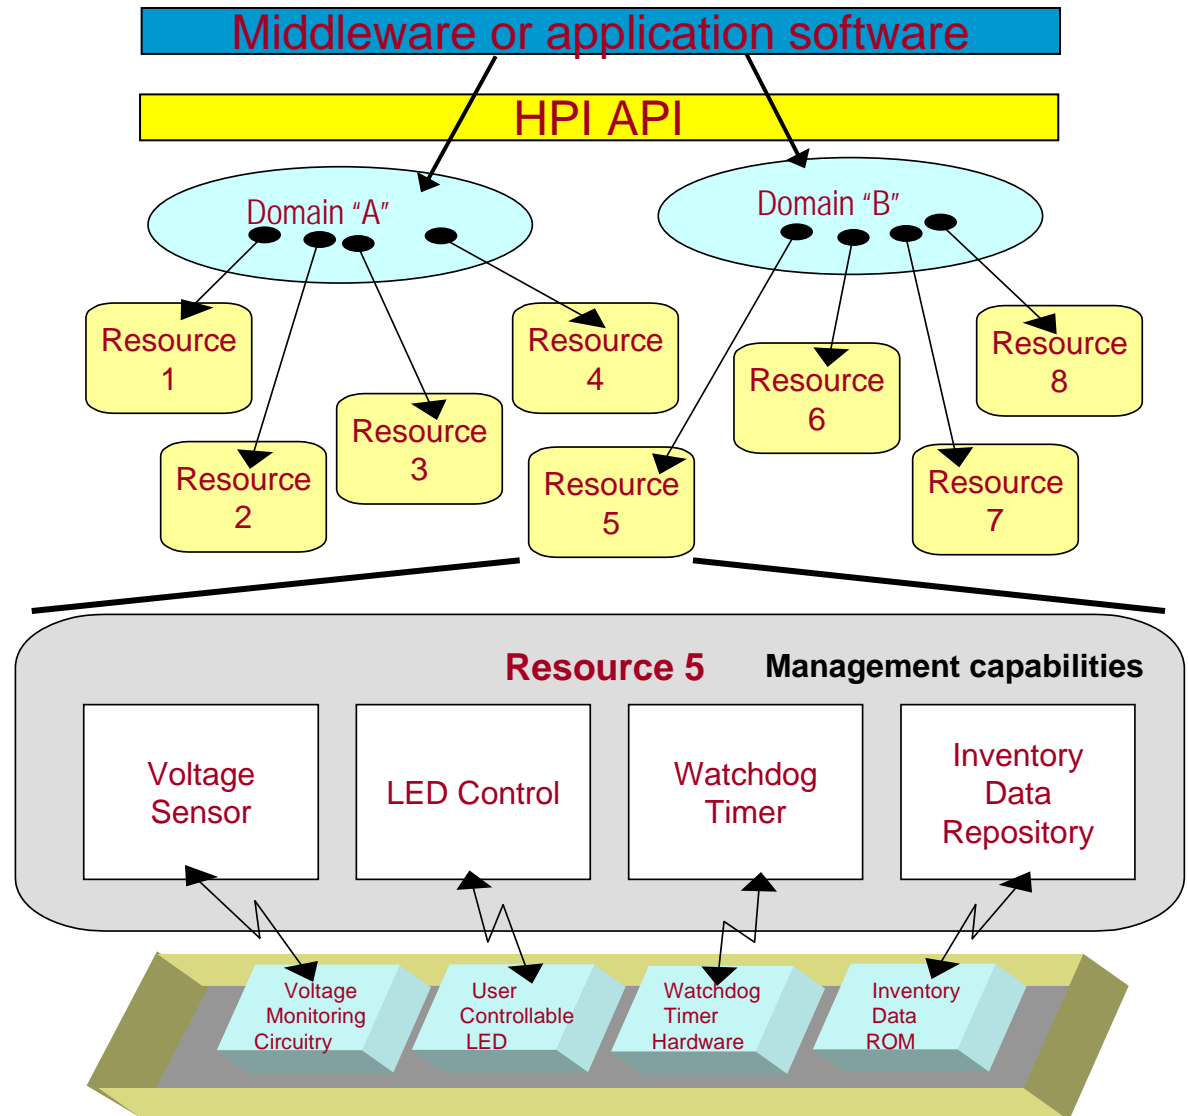 Middleware or application software
HPI API
Domain “A”
Domain “B”
Resource
1
Resource
2
Resource
3
Resource
4
Resource
5
Resource
6
Resource
7
Resource
8
Resource 5
Management capabilities
Voltage
Sensor
LED Control
Watchdog
Timer
Inventory
Data
Repository
Voltage
Monitoring
Circuitry
User
Controllable
LED
Watchdog
Timer
Hardware
Inventory
Data
ROM